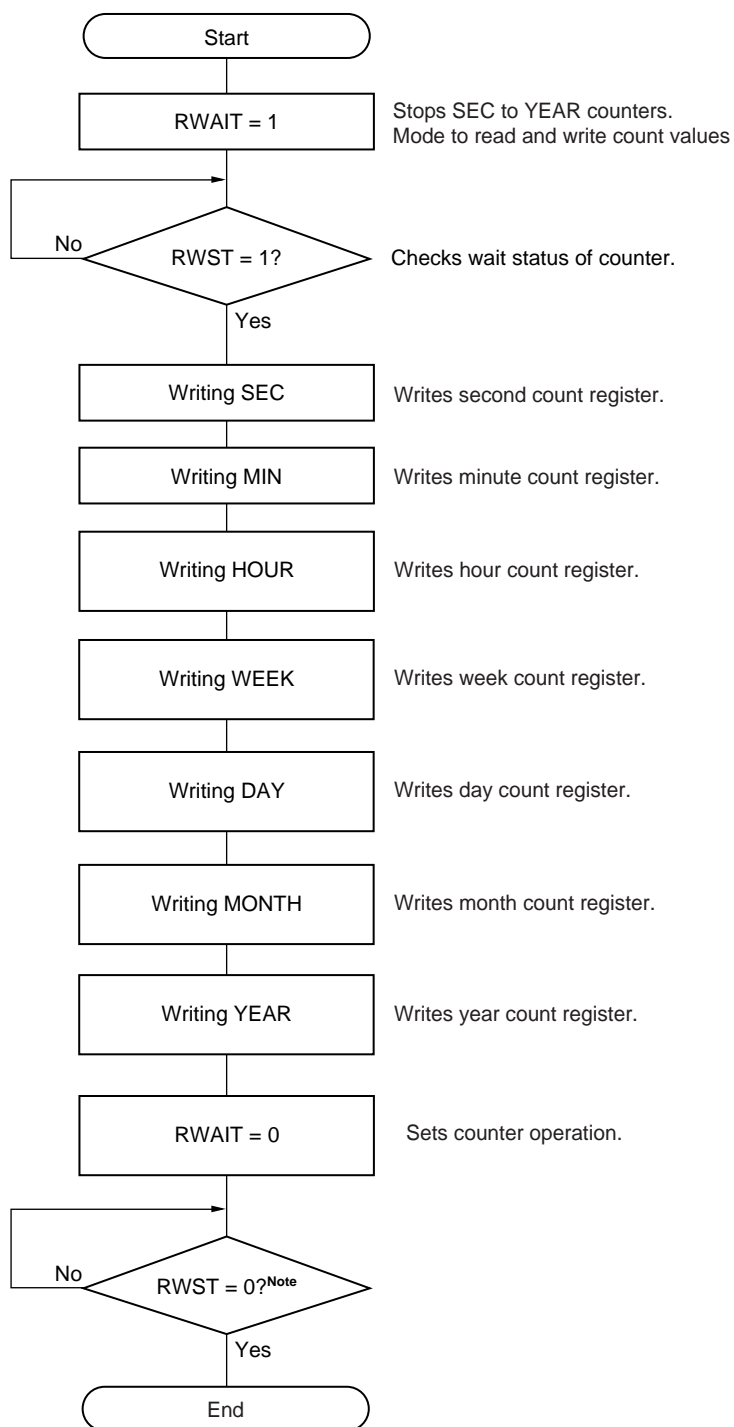 Start
RWAIT = 1
Stops SEC to YEAR counters.
Mode to read and write count values
No
RWST = 1?
Checks wait status of counter.
Yes
Writing SEC
Writes second count register.
Writing MIN
Writes minute count register.
Writing HOUR
Writes hour count register.
Writing WEEK
Writes week count register.
Writing DAY
Writes day count register.
Writing MONTH
Writes month count register.
Writing YEAR
Writes year count register.
RWAIT = 0
Sets counter operation.
No
RWST = 0?Note
Yes
End